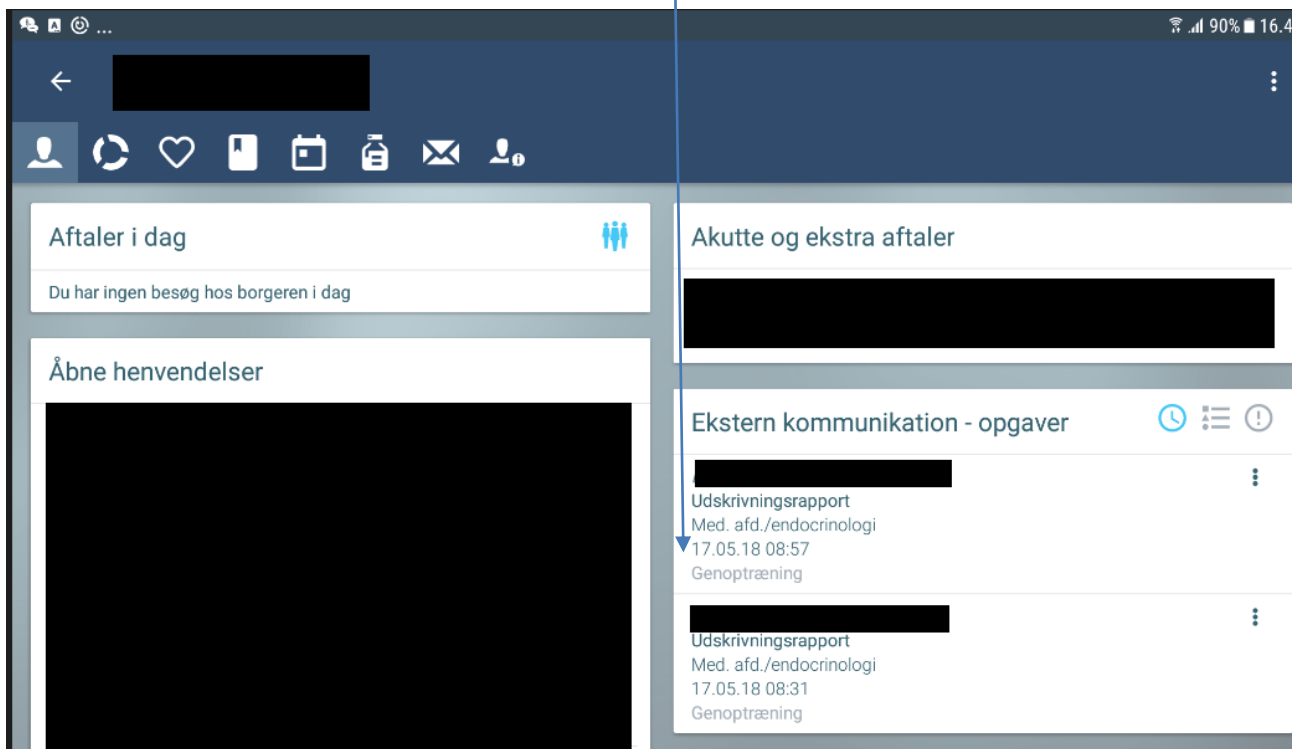 ... 90% 16.4
Aftaler i dag
Du har ingen besøg hos borgeren i dag
Åbne henvendelser
Akutte og ekstra aftaler
Ekstern kommunikation - opgaver
Udskrivningsrapport
Med. afd./endocrinologi
17.05.18 08:57
Genoptræning
Udskrivningsrapport
Med. afd./endocrinologi
17.05.18 08:31
Genoptræning